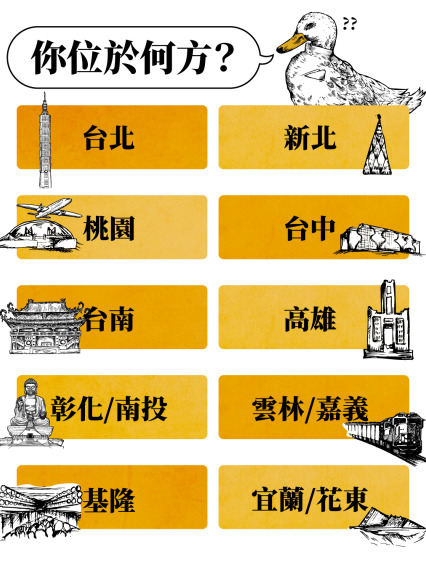 你位於何方？
??
台北
新北
桃園
台中
台南
高雄
彰化/南投
雲林/嘉義
基隆
宜蘭/花東